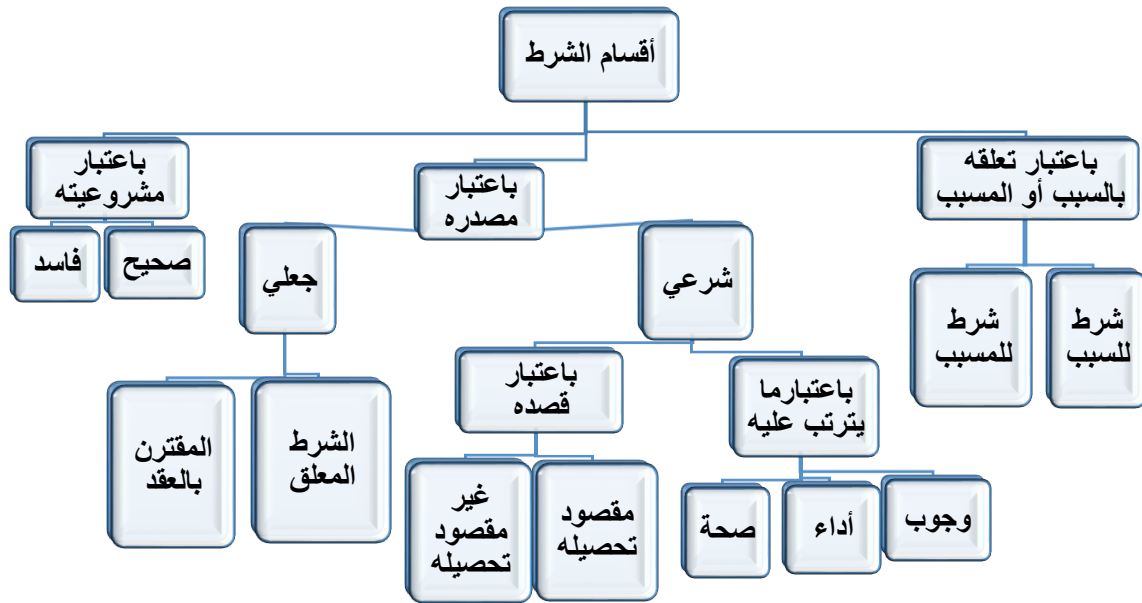 أقسام الشرط
باعتبار تعلقه
بالسبب أو المسبب
شرط
للسبب
شرط
للمسبب
باعتبار
مصدره
شرعي
باعتبارما
يترتب عليه
وجوب
أداء
صحة
باعتبار
قصده
مقصود
تحصيله
غير
مقصود
تحصيله
جعلي
الشرط
المعلق
المقترن
بالعقد
باعتبار
مشروعيته
صحيح
فاسد